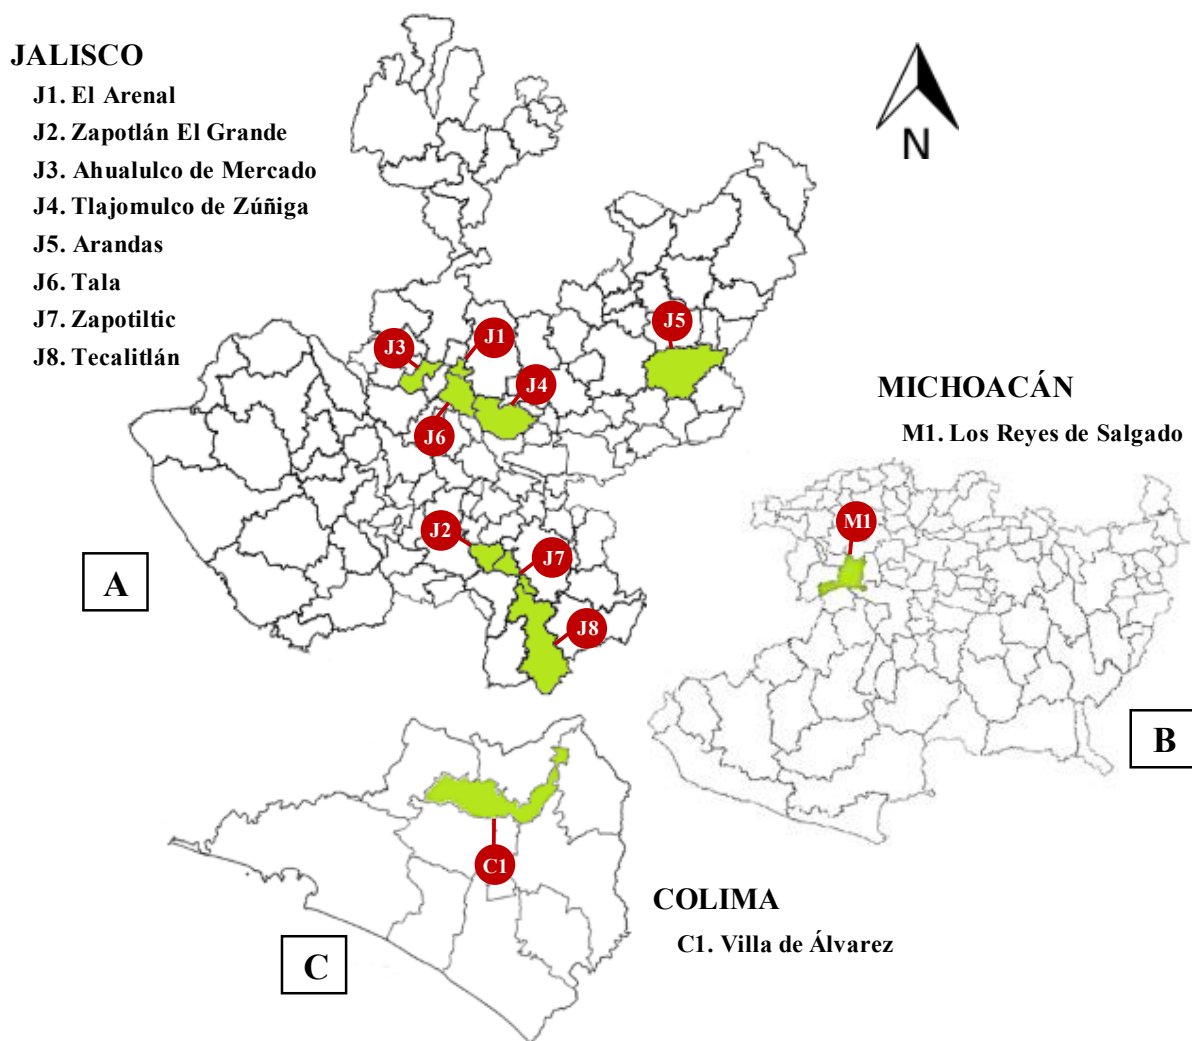 JALISCO
J1. El Arenal
J2. Zapotlán El Grande
J3. Ahualulco de Mercado
J4. Tlajomulco de Zúñiga
J5. Arandas
J6. Tala
J7. Zapotiltic
J8. Tecalitlán
N
J5
J1
J3
J4
J6
J2
J7
J8
A
MICHOACÁN
M1. Los Reyes de Salgado
M1
B
C1
COLIMA
C1. Villa de Álvarez
C